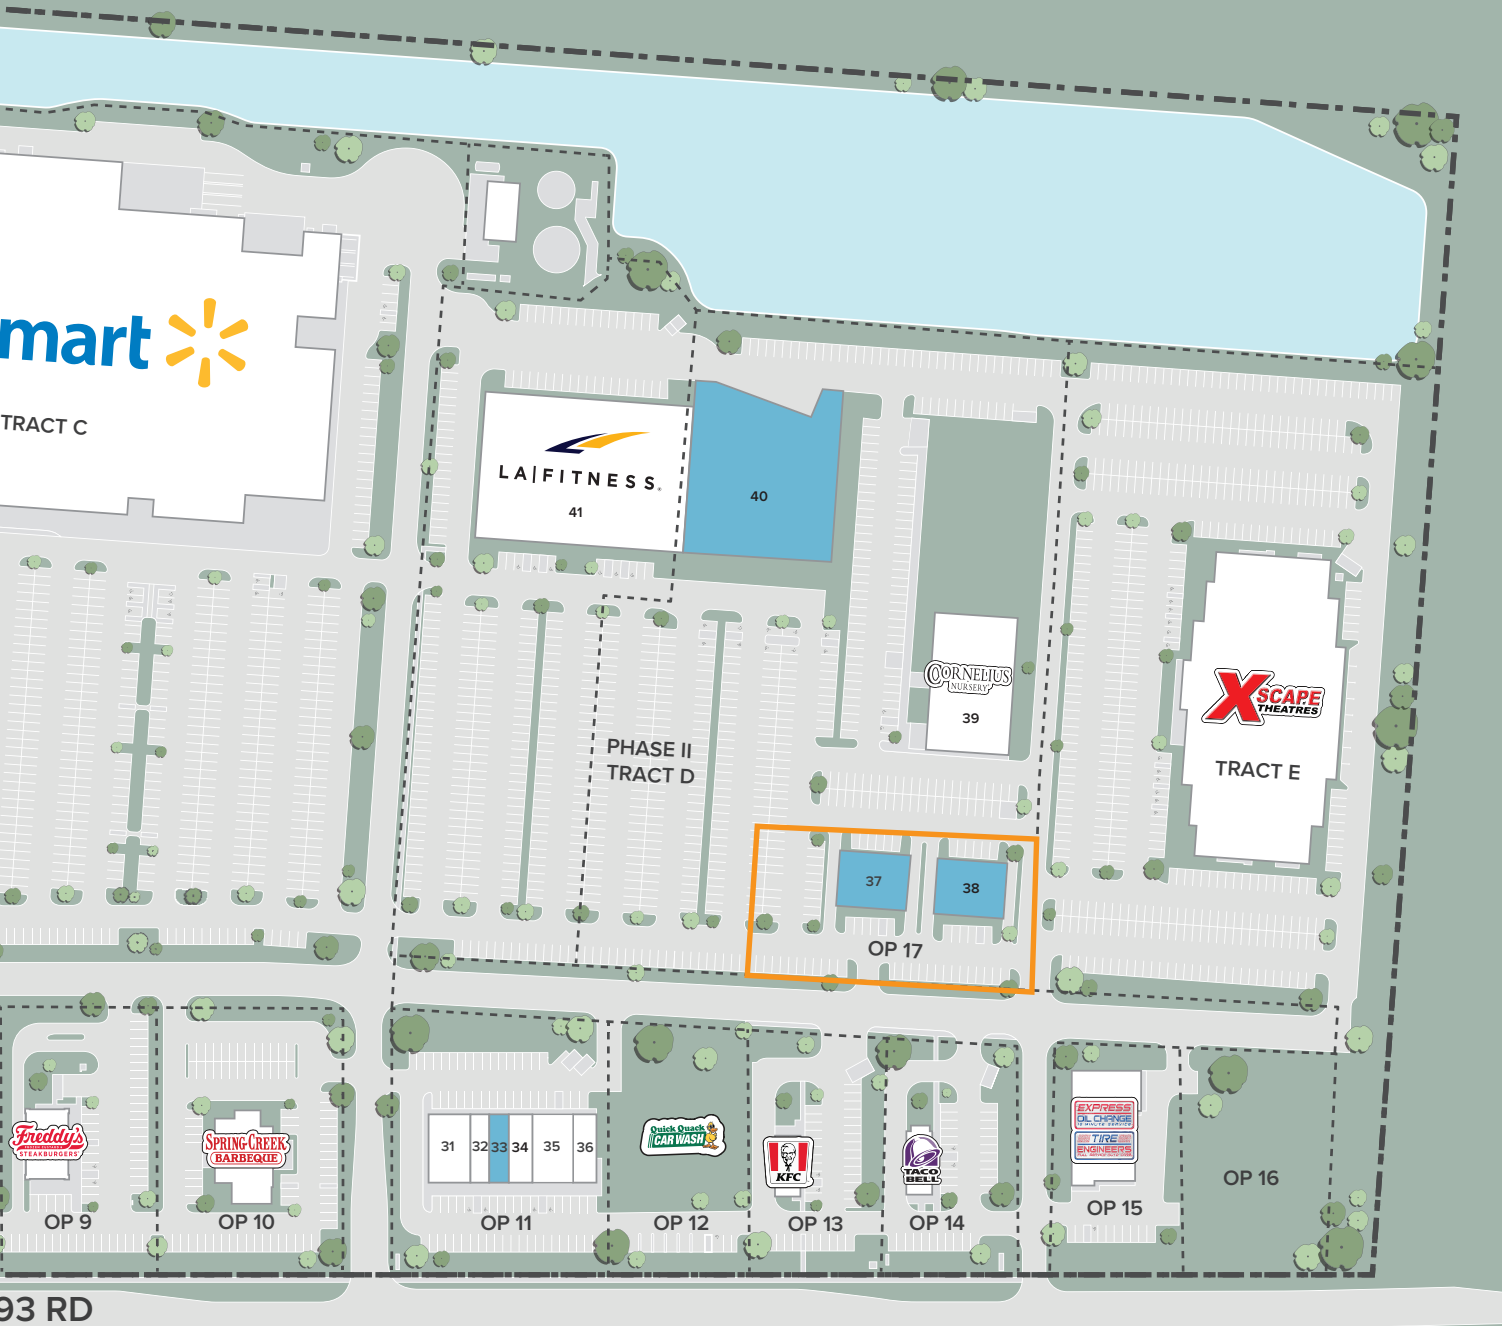 mart
TRACT C
LA|FITNESS
41
40
CORNELIUS
NURSERY
39
XSCAPE
THEATRES
TRACT E
PHASE II
TRACT D
37
38
OP 17
Freddy's
STEAKBURGERS
OP 9
SPRING-CREEK
BARBEQUE
OP 10
31
32
33
34
35
36
OP 11
Quick Quack
CAR WASH
OP 12
KFC
OP 13
TACO
BELL
OP 14
EXPRESS
OIL CHANGE
10 MINUTE SERVICE
TIRE
ENGINEERS
OP 15
OP 16
93 RD